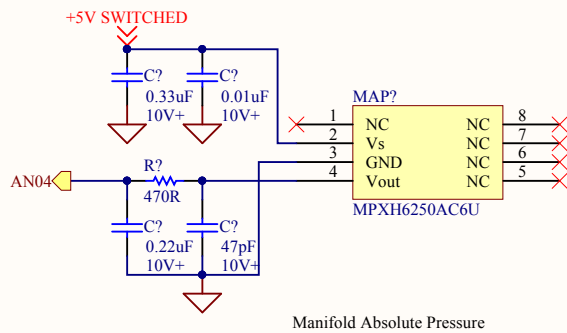 +5V SWITCHED
C?
0.33uF
10V+
C?
0.01uF
10V+
MAP?
1 NC NC 8
2 Vs NC 7
3 GND NC 6
4 Vout NC 5
MPXH6250AC6U
AN04
R?
470R
C?
0.22uF
10V+
C?
47pF
10V+
Manifold Absolute Pressure